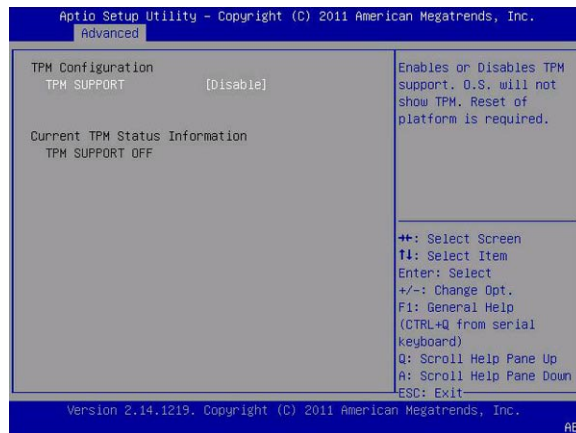 Aptio Setup Utility – Copyright (C) 2011 American Megatrends, Inc.
Advanced
TPM Configuration
TPM SUPPORT [Disable]
Current TPM Status Information
TPM SUPPORT OFF
Enables or Disables TPM
support. O.S. will not
show TPM. Reset of
platform is required.
→←: Select Screen
↑↓: Select Item
Enter: Select
+/-: Change Opt.
F1: General Help
(CTRL+Q from serial
keyboard)
Q: Scroll Help Pane Up
A: Scroll Help Pane Down
ESC: Exit
Version 2.14.1219. Copyright (C) 2011 American Megatrends, Inc.
AB